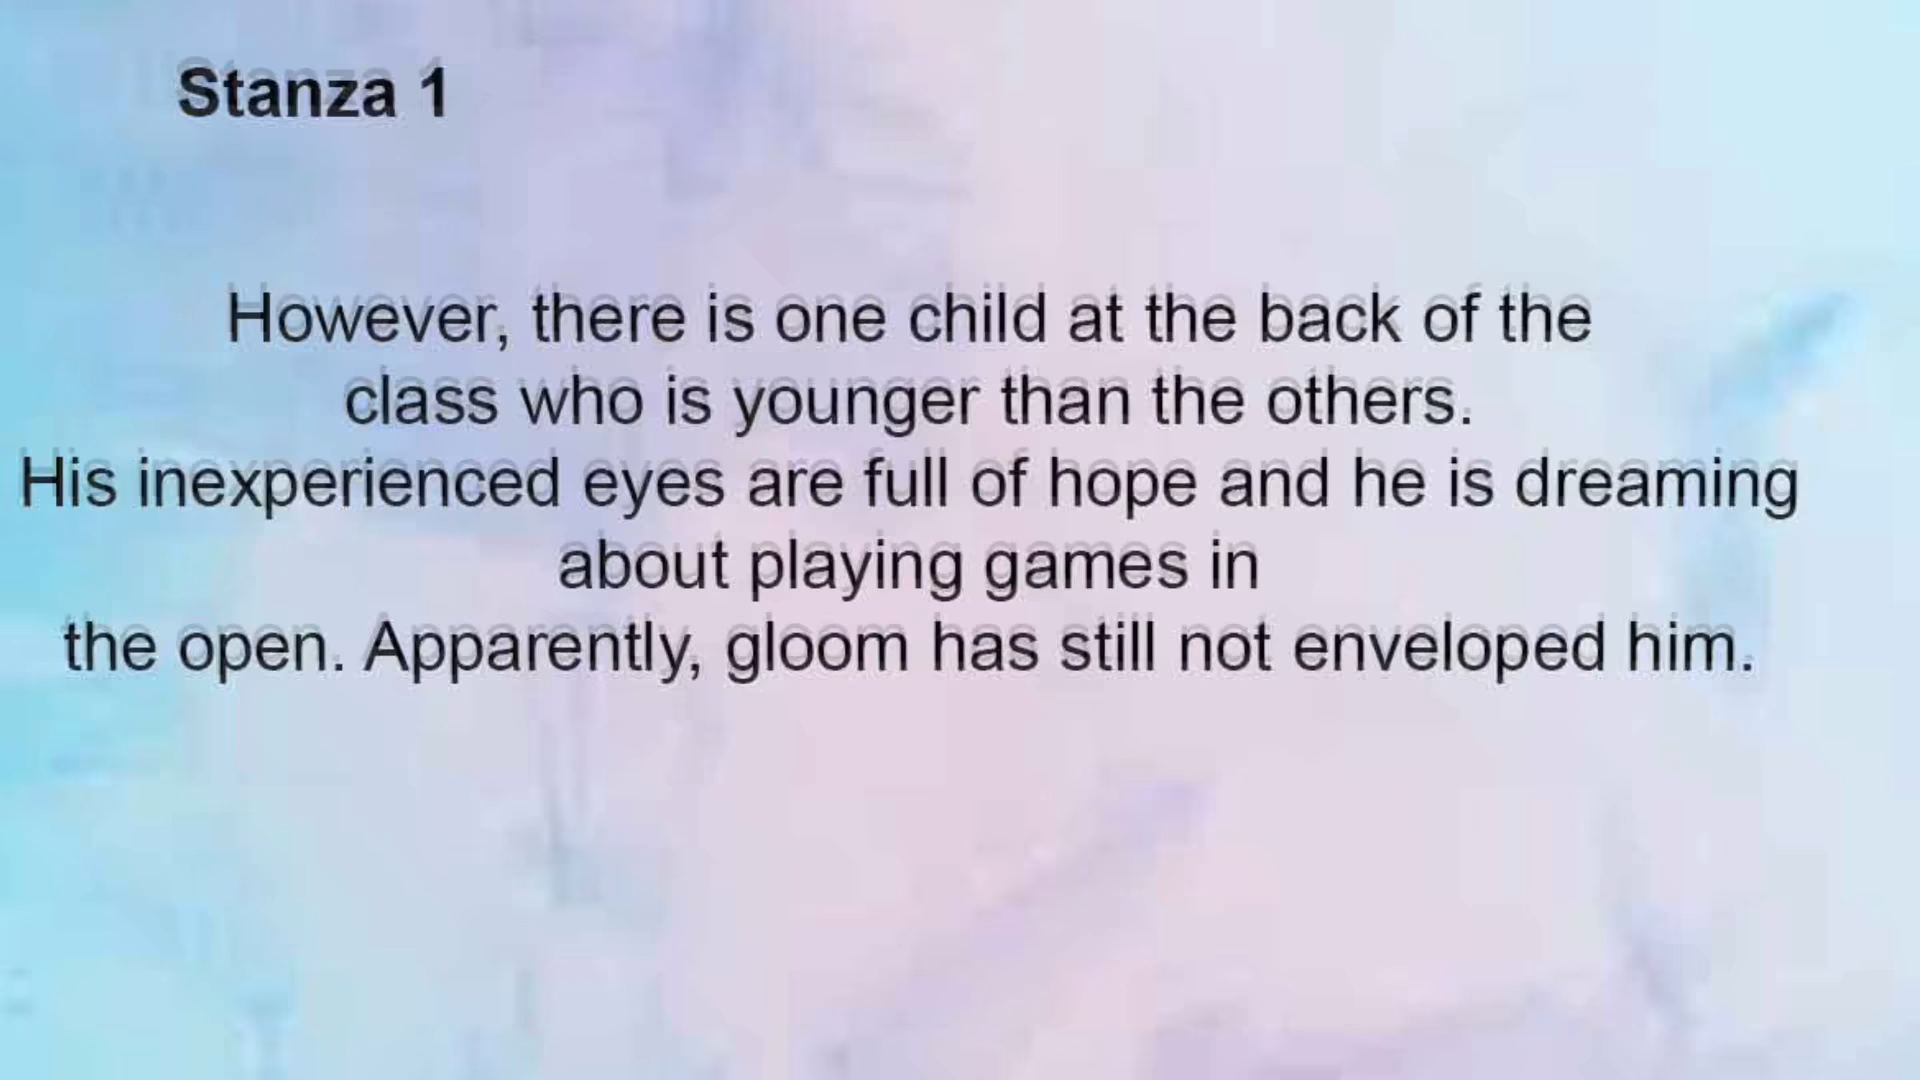 Stanza 1
However, there is one child at the back of the
class who is younger than the others.
His inexperienced eyes are full of hope and he is dreaming
about playing games in
the open. Apparently, gloom has still not enveloped him.